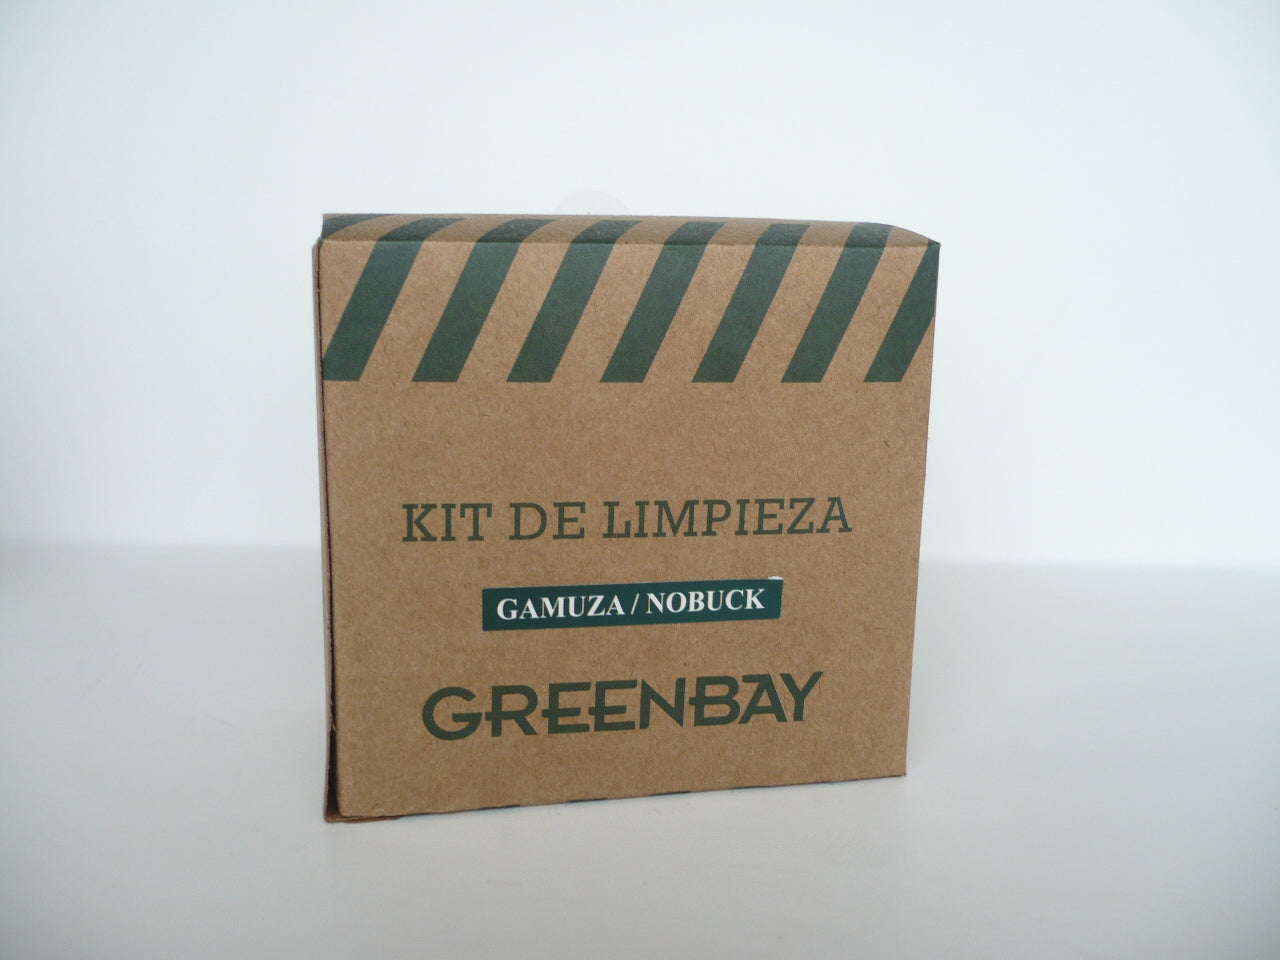 KIT DE LIMPIEZA
GAMUZA / NOBUCK
GREENBAY